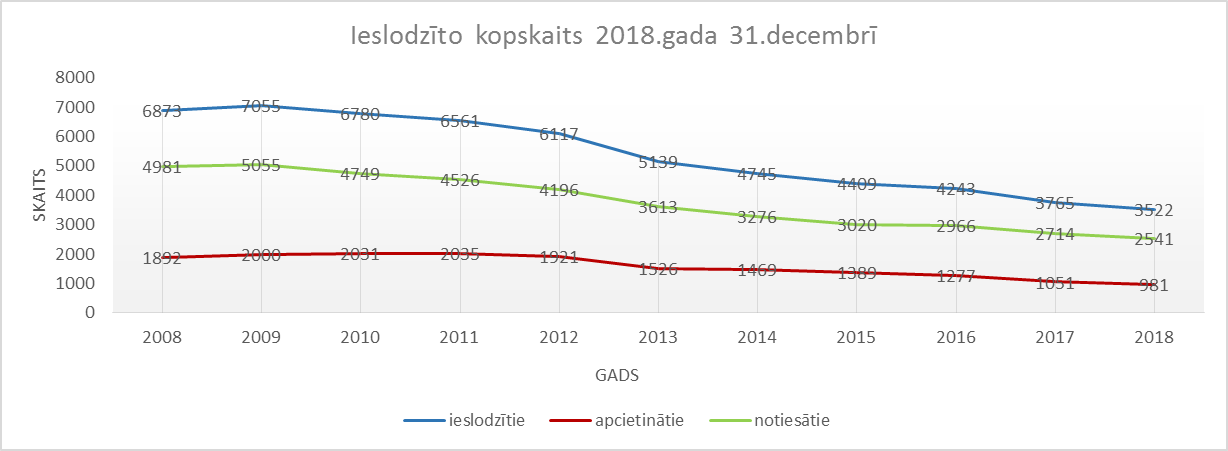 Ieslodzīto kopskaits 2018.gada 31.decembrī
SKAITS
8000
7000
6000
5000
4000
3000
2000
1000
0
6873 7055 6780 6561 6117 5139 4745 4409 4243 3765 3522
4981 5055 4749 4526 4196 3613 3276 3020 2966 2714 2541
1892 2000 2031 2035 1921 1526 1469 1389 1277 1051 981
2008 2009 2010 2011 2012 2013 2014 2015 2016 2017 2018
GADS
ieslodzītie apcietinātie notiesātie